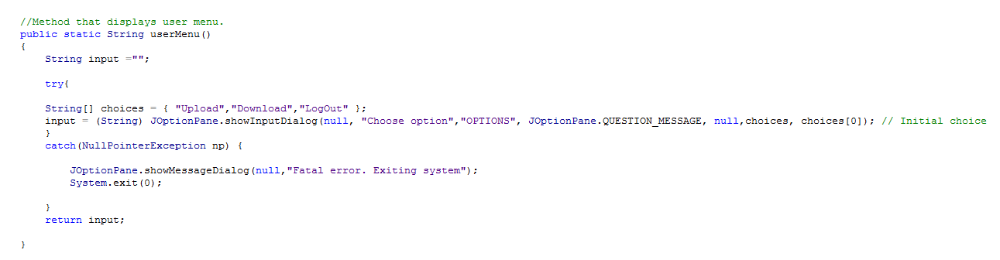 //Method that displays user menu.
public static String userMenu()
{
    String input ="";
    try{
    String[] choices = { "Upload","Download","LogOut" };
    input = (String) JOptionPane.showInputDialog(null, "Choose option","OPTIONS", JOptionPane.QUESTION_MESSAGE, null,choices, choices[0]); // Initial choice
    }
    catch(NullPointerException np) {
        JOptionPane.showMessageDialog(null,"Fatal error. Exiting system");
        System.exit(0);
    }
    return input;
}